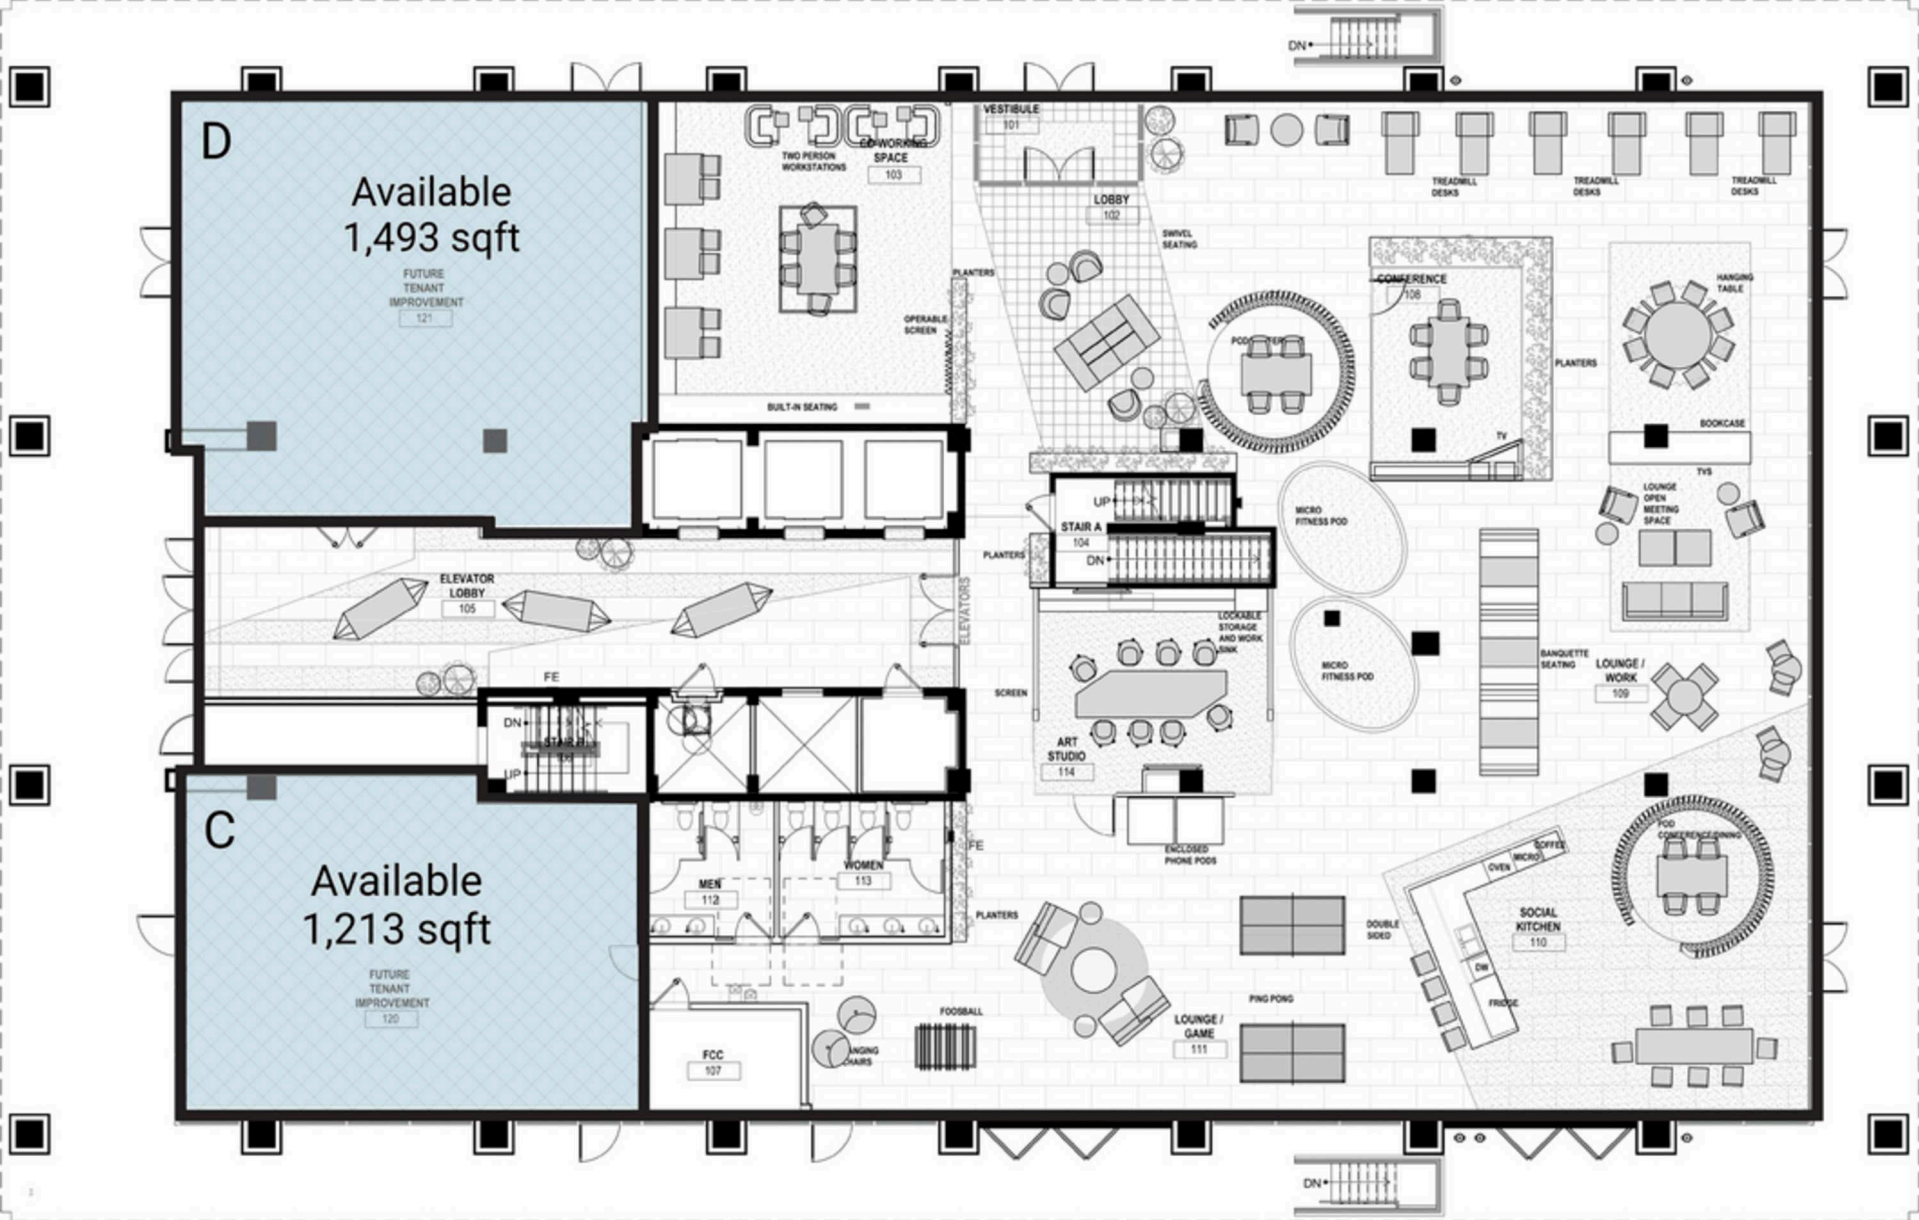 DN
D
Available
1,493 sqft
FUTURE
TENANT
IMPROVEMENT
121
TWO PERSON
WORKSTATIONS
CO-WORKING
SPACE
103
VESTIBULE
101
LOBBY
102
SWIVEL
SEATING
TREADMILL
DESKS
TREADMILL
DESKS
TREADMILL
DESKS
PLANTERS
OPERABLE
SCREEN
BUILT-IN SEATING
CONFERENCE
108
PLANTERS
TV
HANGING
TABLE
BOOKCASE
TVS
LOUNGE
OPEN
MEETING
SPACE
UP
STAIR A
104
DN
PLANTERS
MICRO
FITNESS POD
ELEVATOR
LOBBY
105
ELEVATORS
FE
LOCKABLE
STORAGE
AND WORK
SINK
SCREEN
ART
STUDIO
114
MICRO
FITNESS POD
BANQUETTE
SEATING
LOUNGE /
WORK
109
DN
UP
C
Available
1,213 sqft
FUTURE
TENANT
IMPROVEMENT
120
MEN
112
WOMEN
113
FE
PLANTERS
ENCLOSED
PHONE PODS
POD
CONFERENCE/DINING
COFFEE
MICRO
OVEN
SOCIAL
KITCHEN
110
DW
FRIDGE
DOUBLE
SIDED
PING PONG
LOUNGE /
GAME
111
FOOSBALL
FCC
107
DN